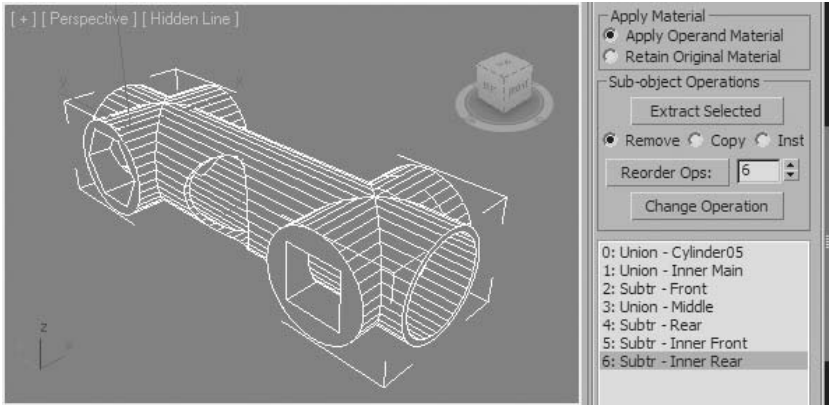 [ + ] [ Perspective ] [ Hidden Line ]
z
Apply Material
Apply Operand Material
Retain Original Material
Sub-object Operations
Extract Selected
Remove Copy Inst
Reorder Ops: 6
Change Operation
0: Union - Cylinder05
1: Union - Inner Main
2: Subtr - Front
3: Union - Middle
4: Subtr - Rear
5: Subtr - Inner Front
6: Subtr - Inner Rear